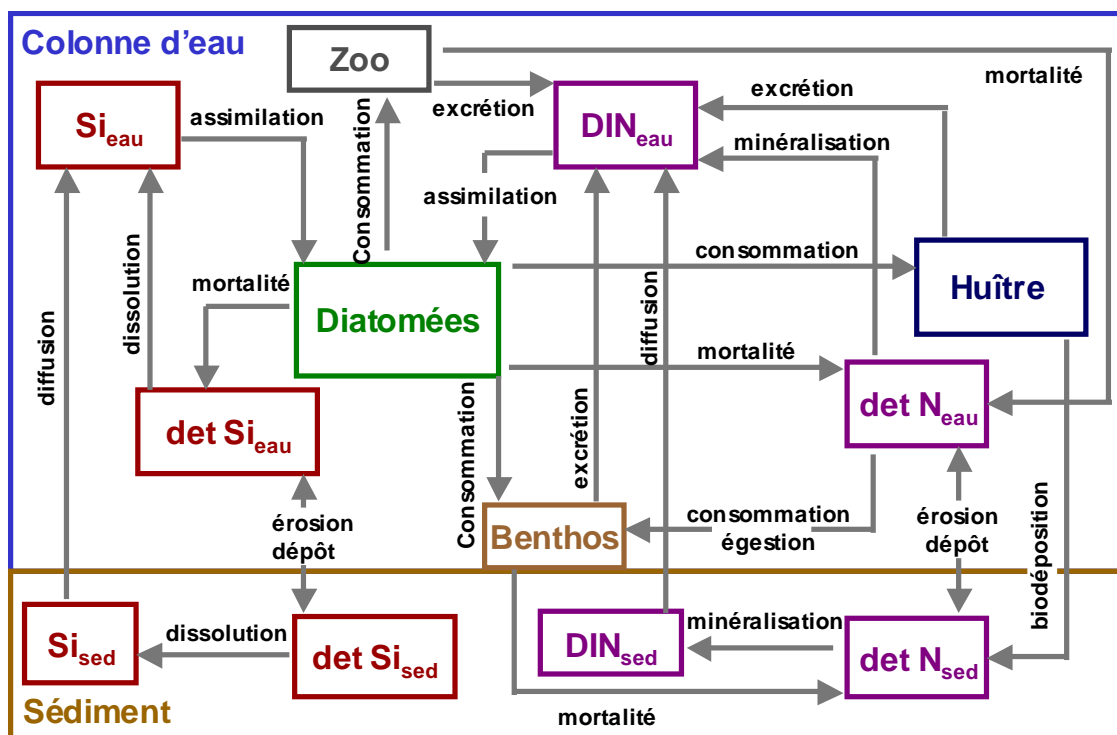 Colonne d’eau
Zoo
mortalité
excrétion
excrétion
Si eau
assimilation
DIN eau
minéralisation
Consommation
assimilation
consommation
Huître
dissolution
mortalité
Diatomées
diffusion
diffusion
mortalité
det Si eau
det N eau
Consommation
excrétion
érosion
dépôt
Benthos
consommation
égestion
érosion
dépôt
biodéposition
Si sed
dissolution
det Si sed
DIN sed
minéralisation
det N sed
Sédiment
mortalité